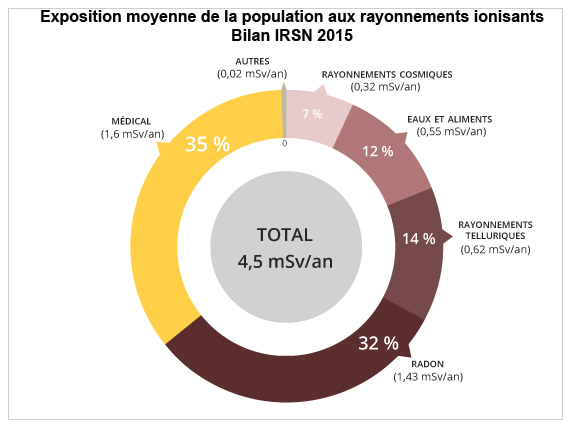 Exposition moyenne de la population aux rayonnements ionisants
Bilan IRSN 2015
AUTRES
(0,02 mSv/an)
RAYONNEMENTS COSMIQUES
(0,32 mSv/an)
7 %
0
EAUX ET ALIMENTS
(0,55 mSv/an)
12 %
RAYONNEMENTS
TELLURIQUES
(0,62 mSv/an)
14 %
RADON
(1,43 mSv/an)
32 %
MÉDICAL
(1,6 mSv/an)
35 %
TOTAL
4,5 mSv/an